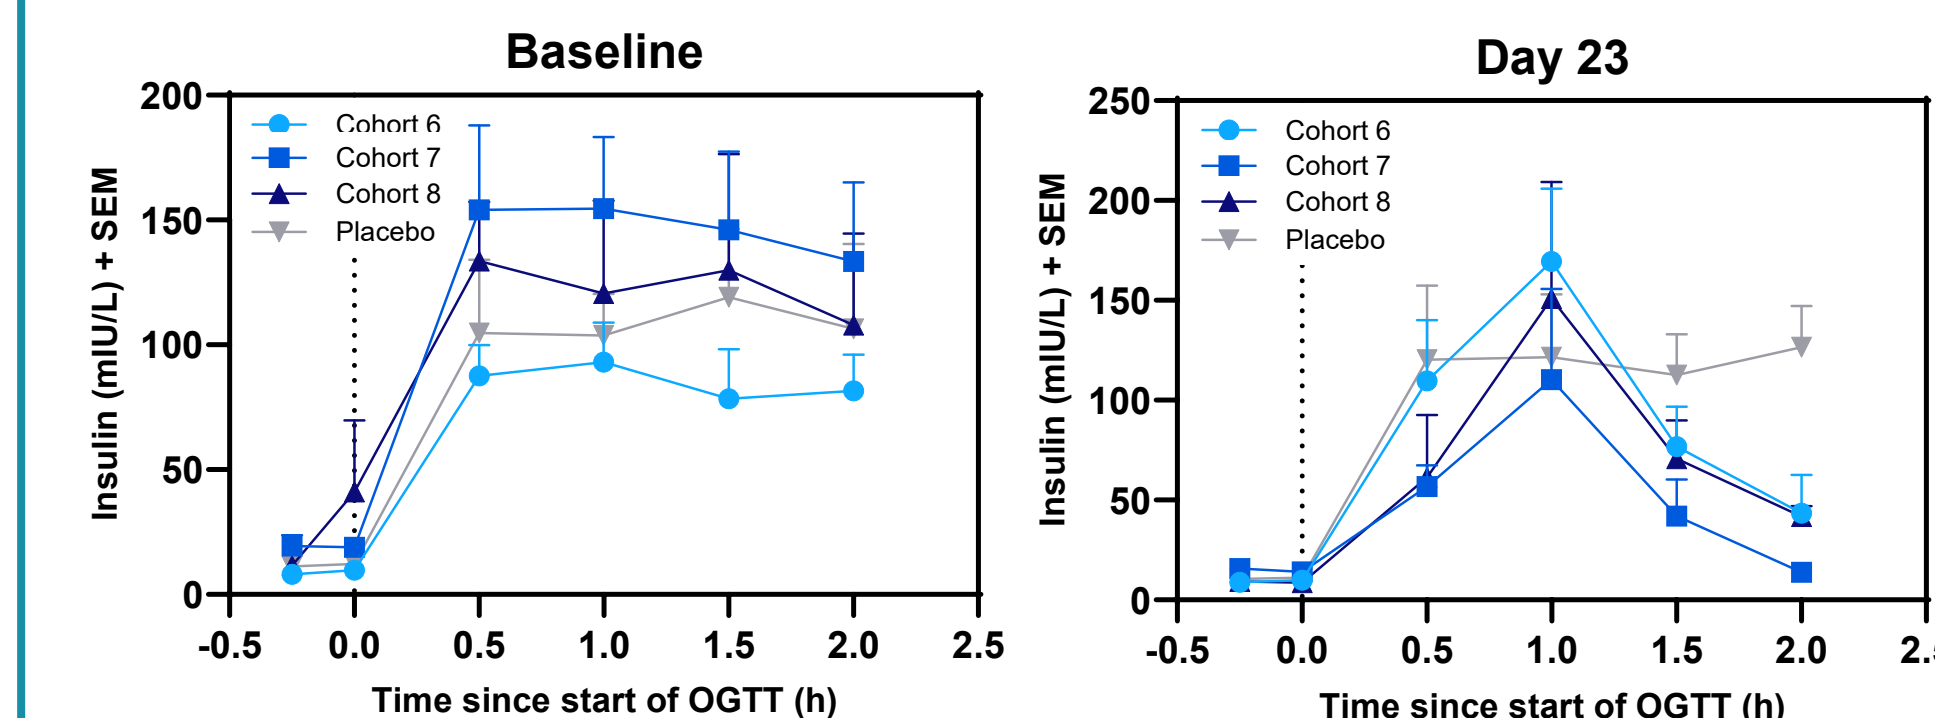 Baseline
200
150
100
50
0
Insulin (mIU/L) + SEM
Cohort 6
Cohort 7
Cohort 8
Placebo
-0.5 0.0 0.5 1.0 1.5 2.0 2.5
Time since start of OGTT (h)
Day 23
250
200
150
100
50
0
Insulin (mIU/L) + SEM
Cohort 6
Cohort 7
Cohort 8
Placebo
-0.5 0.0 0.5 1.0 1.5 2.0
Time since start of OGTT (h)